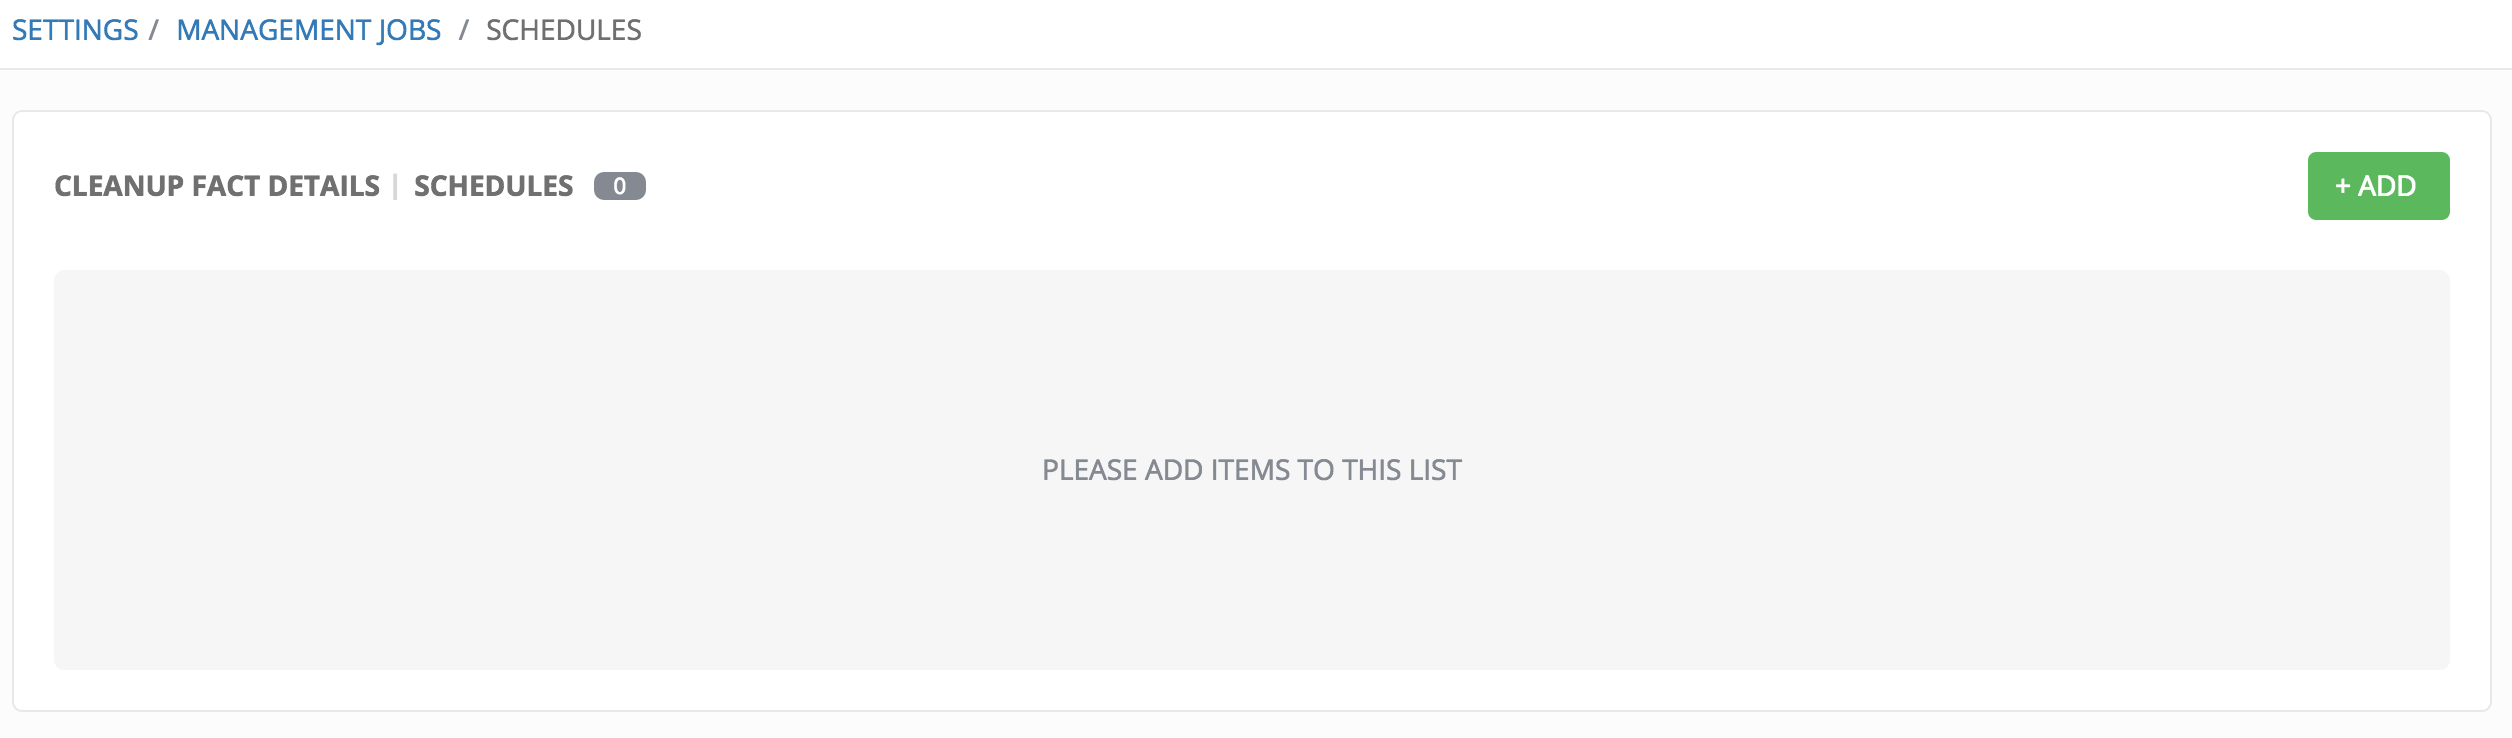 SETTINGS / MANAGEMENT JOBS / SCHEDULES
CLEANUP FACT DETAILS | SCHEDULES 0
+ ADD
PLEASE ADD ITEMS TO THIS LIST